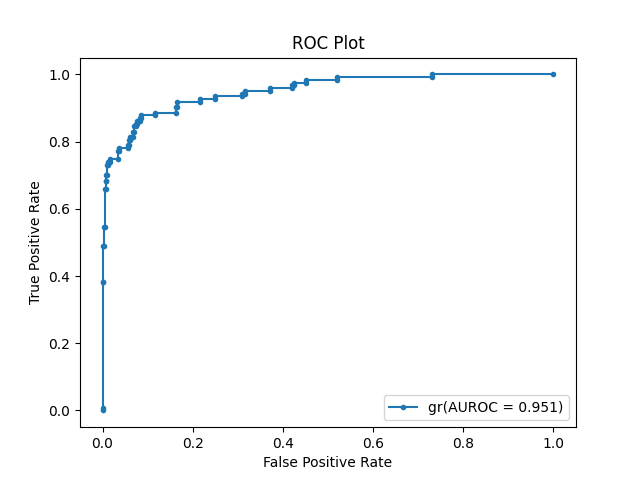 ROC Plot
True Positive Rate
1.0
0.8
0.6
0.4
0.2
0.0
gr(AUROC = 0.951)
0.0 0.2 0.4 0.6 0.8 1.0
False Positive Rate